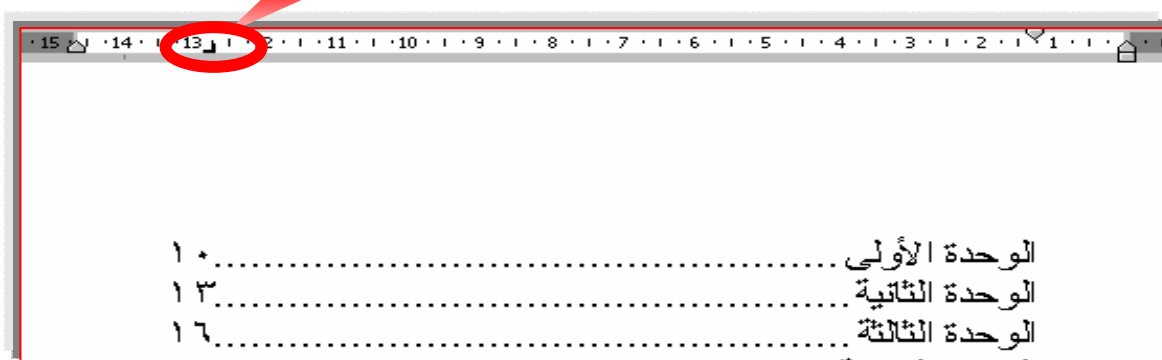 15 14 13 2 11 10 9 8 7 6 5 4 3 2 1
الوحدة الأولى................................................١٠
الوحدة الثانية................................................١٣
الوحدة الثالثة................................................١٦